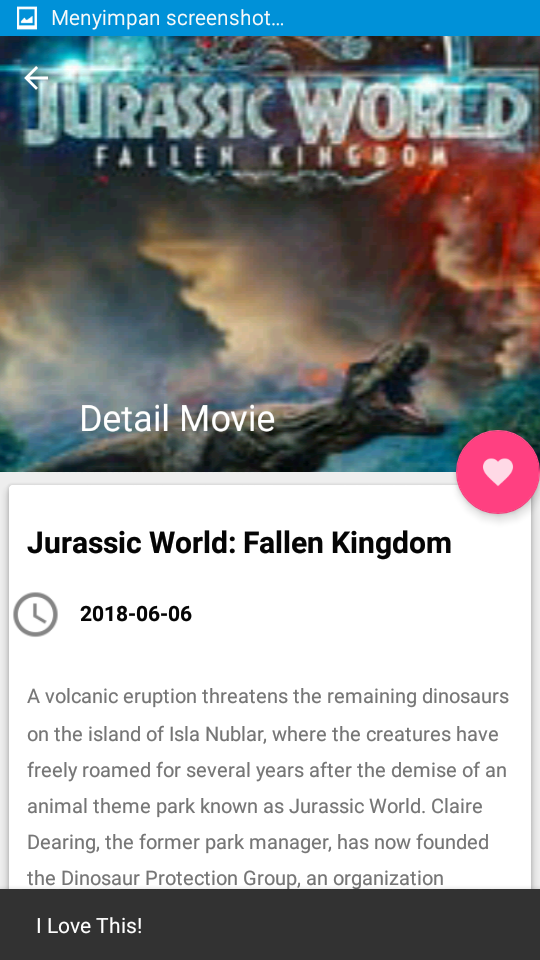 Menyimpan screenshot...
JURASSIC WORLD
FALLEN KINGDOM
Detail Movie
Jurassic World: Fallen Kingdom
2018-06-06
A volcanic eruption threatens the remaining dinosaurs
on the island of Isla Nublar, where the creatures have
freely roamed for several years after the demise of an
animal theme park known as Jurassic World. Claire
Dearing, the former park manager, has now founded
the Dinosaur Protection Group, an organization
I Love This!